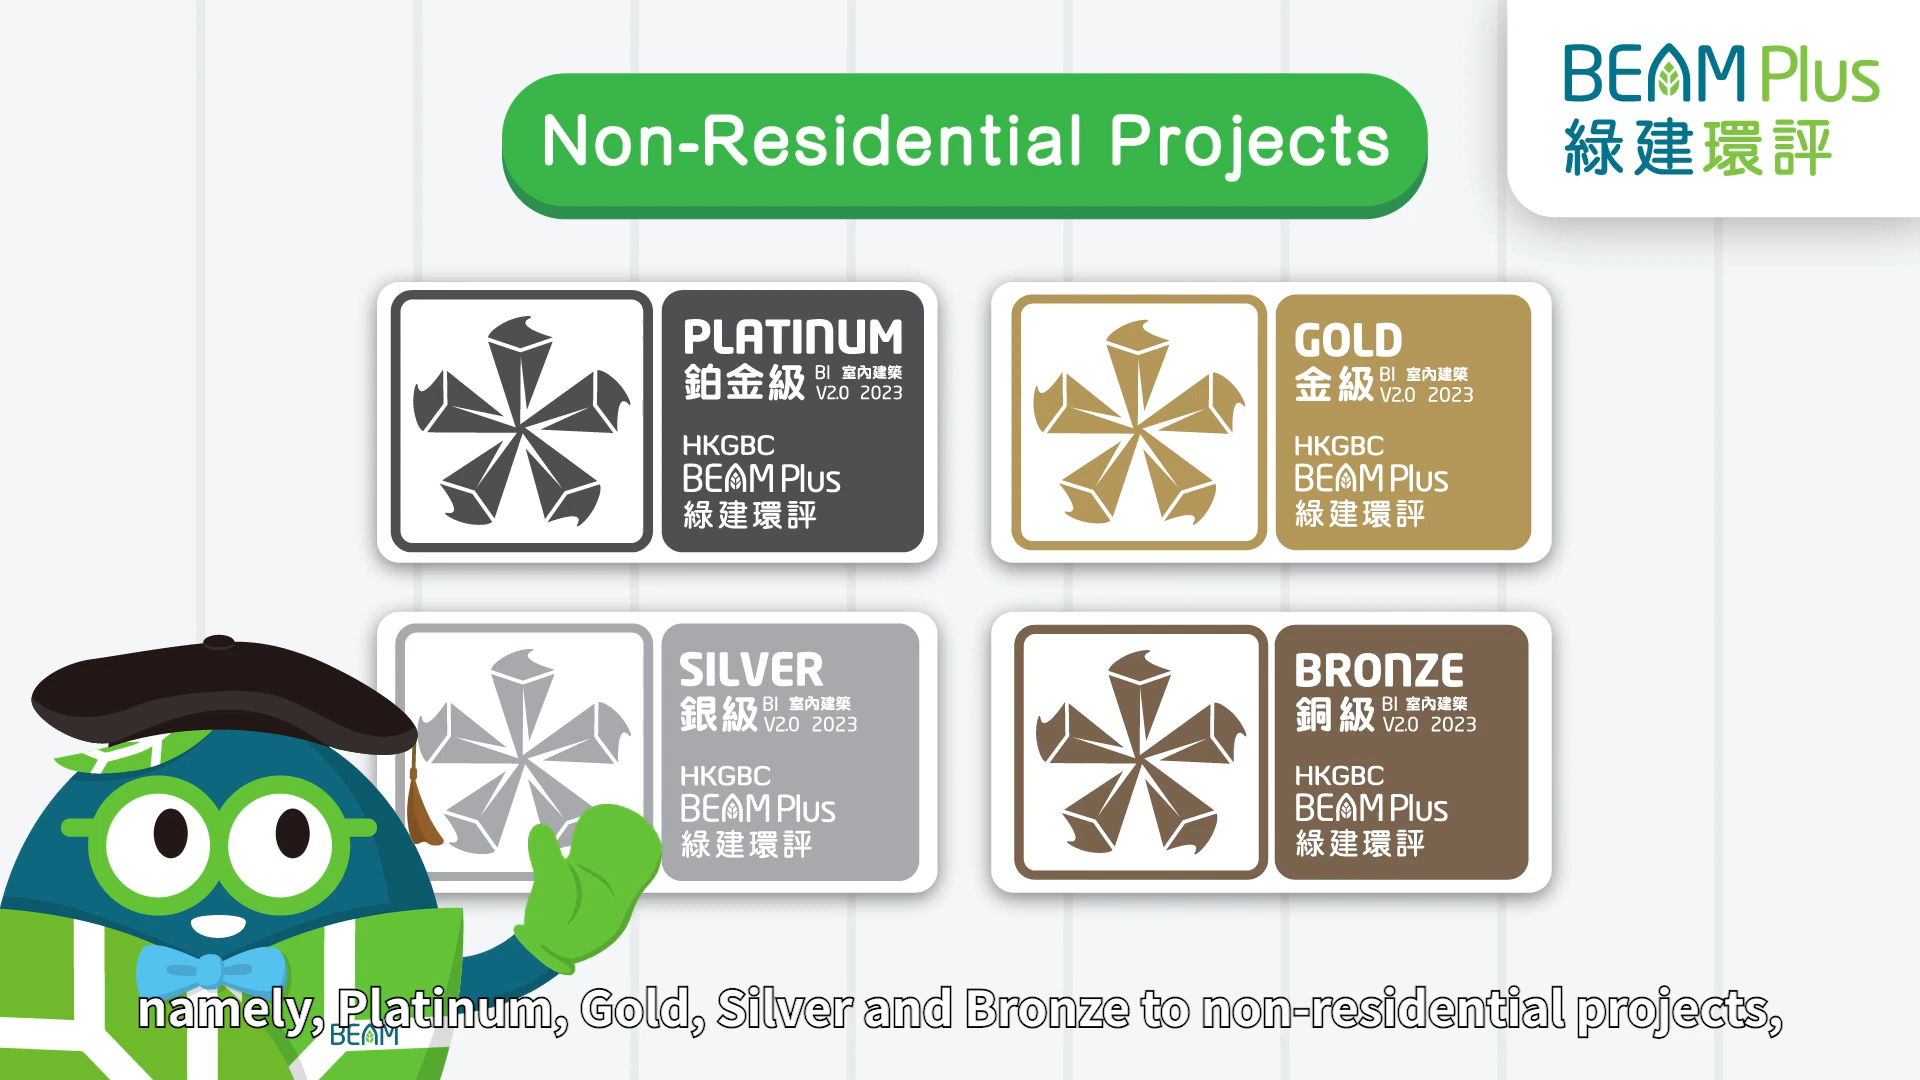 Non-Residential Projects
BEAM Plus
綠建環評
PLATINUM
鉑金級 BI 室內建築
V2.0 2023
HKGBC
BEAM Plus
綠建環評
GOLD
金級 BI 室內建築
V2.0 2023
HKGBC
BEAM Plus
綠建環評
SILVER
銀級 BI 室內建築
V2.0 2023
HKGBC
BEAM Plus
綠建環評
BRONZE
銅級 BI 室內建築
V2.0 2023
HKGBC
BEAM Plus
綠建環評
namely, Platinum, Gold, Silver and Bronze to non-residential projects,
BEAM